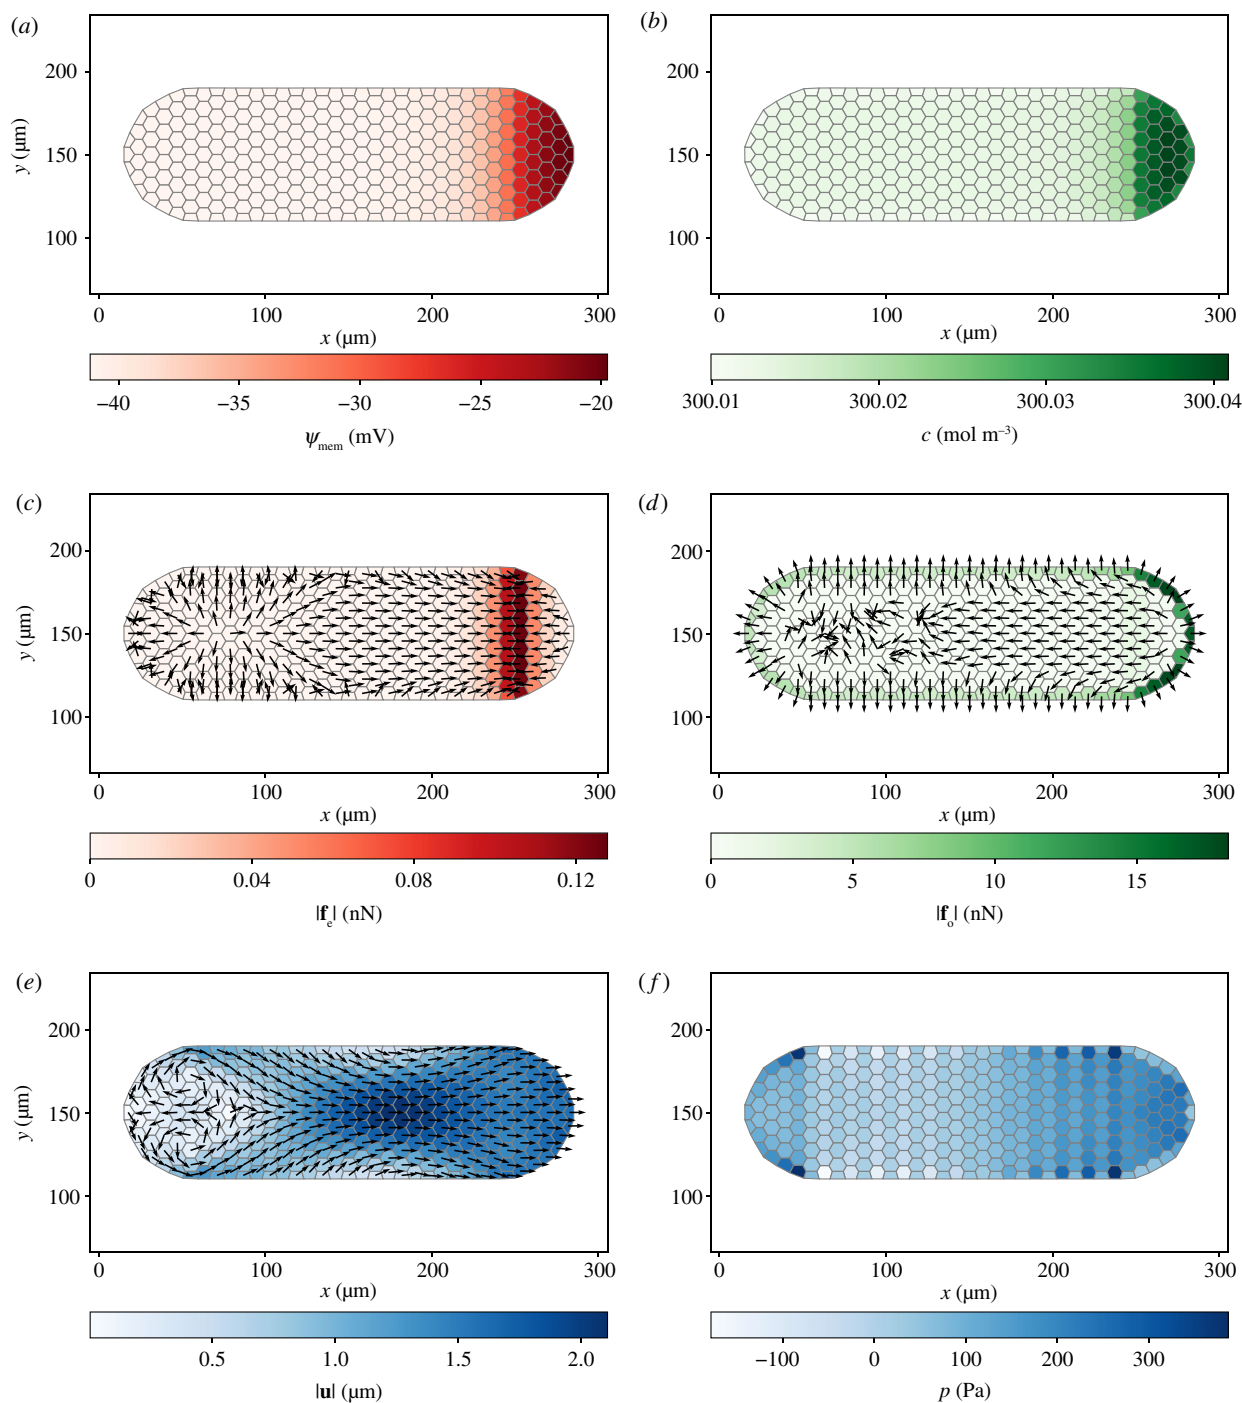 (a) (b)
200 200
y (µm) 150 150
100 100
0 100 200 300 0 100 200 300
x (µm) x (µm)
−40 −35 −30 −25 −20 300.01 300.02 300.03 300.04
ψmem (mV) c (mol m–3)
(c) (d)
200 200
y (µm) 150 150
100 100
0 100 200 300 0 100 200 300
x (µm) x (µm)
0 0.04 0.08 0.12 0 5 10 15
|fe| (nN) |fo| (nN)
(e) (f)
200 200
y (µm) 150 150
100 100
0 100 200 300 0 100 200 300
x (µm) x (µm)
0.5 1.0 1.5 2.0 −100 0 100 200 300
|u| (µm) p (Pa)